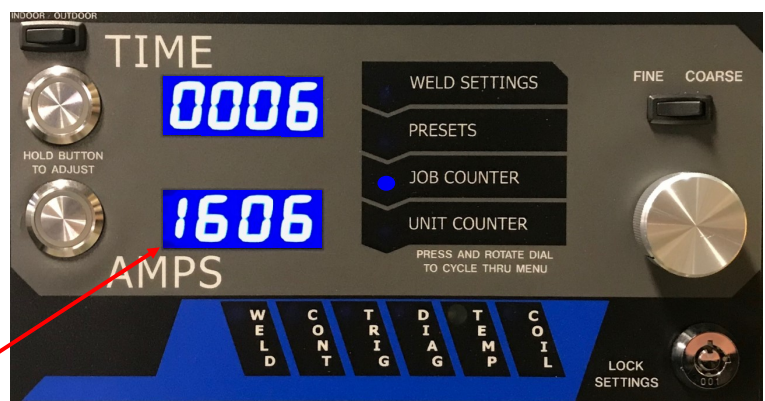 INDOOR / OUTDOOR
TIME
0006
HOLD BUTTON
TO ADJUST
1606
AMPS
WELD SETTINGS
PRESETS
JOB COUNTER
UNIT COUNTER
PRESS AND ROTATE DIAL
TO CYCLE THRU MENU
FINE COARSE
WELD
CONT
TRIG
DIAG
TEMP
COIL
LOCK
SETTINGS
001